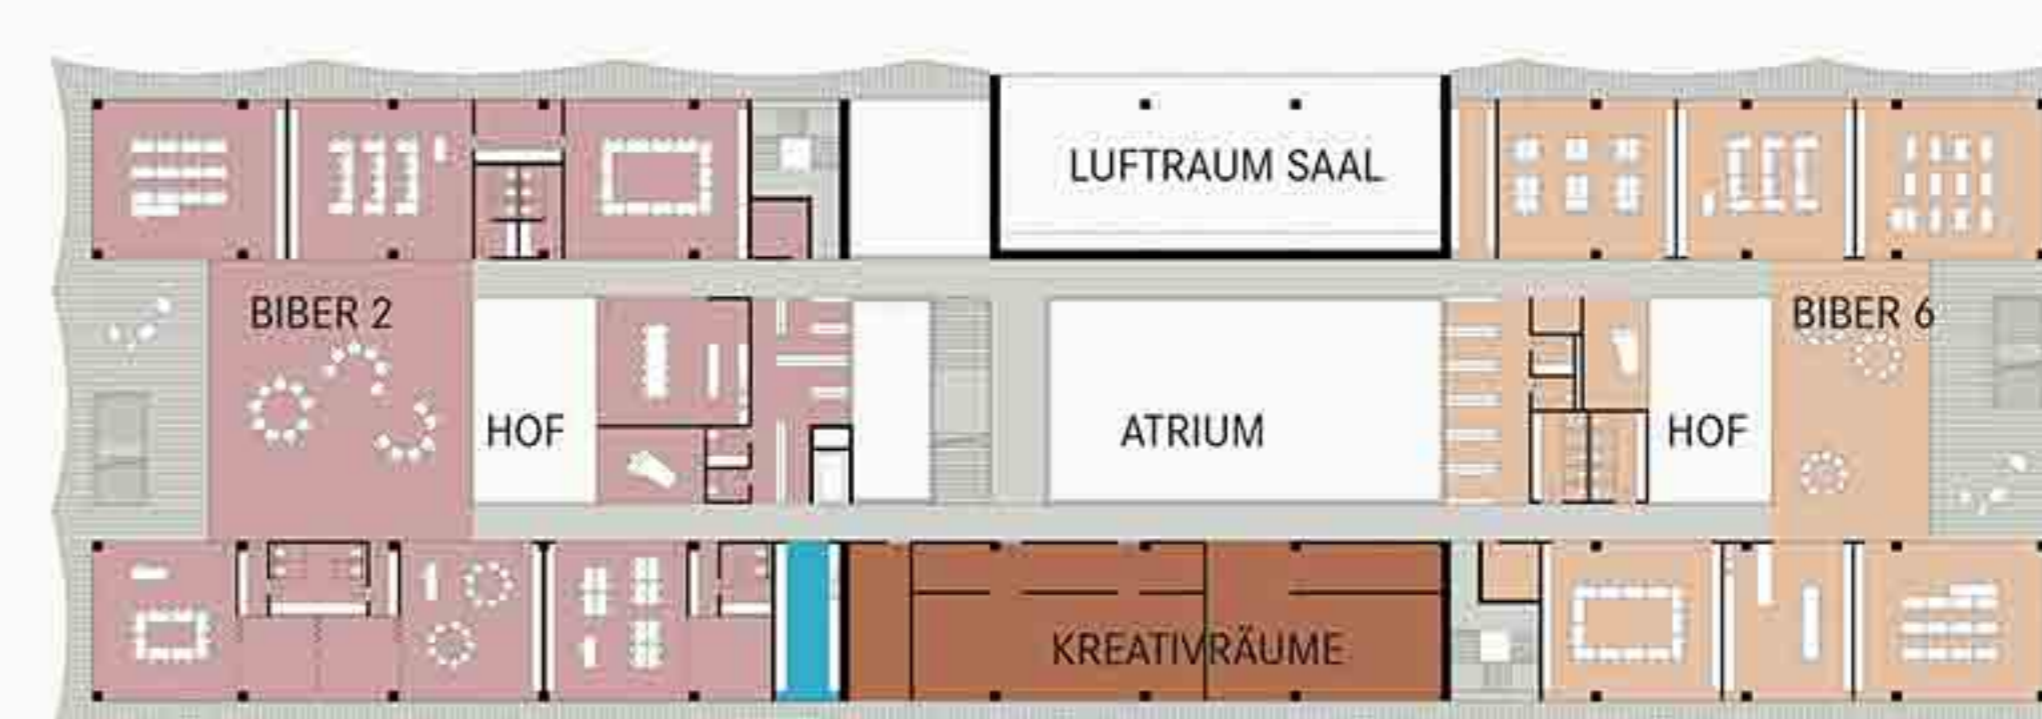 LUFTRAUM SAAL
BIBER 2
BIBER 6
HOF
ATRIUM
HOF
KREATIVRÄUME